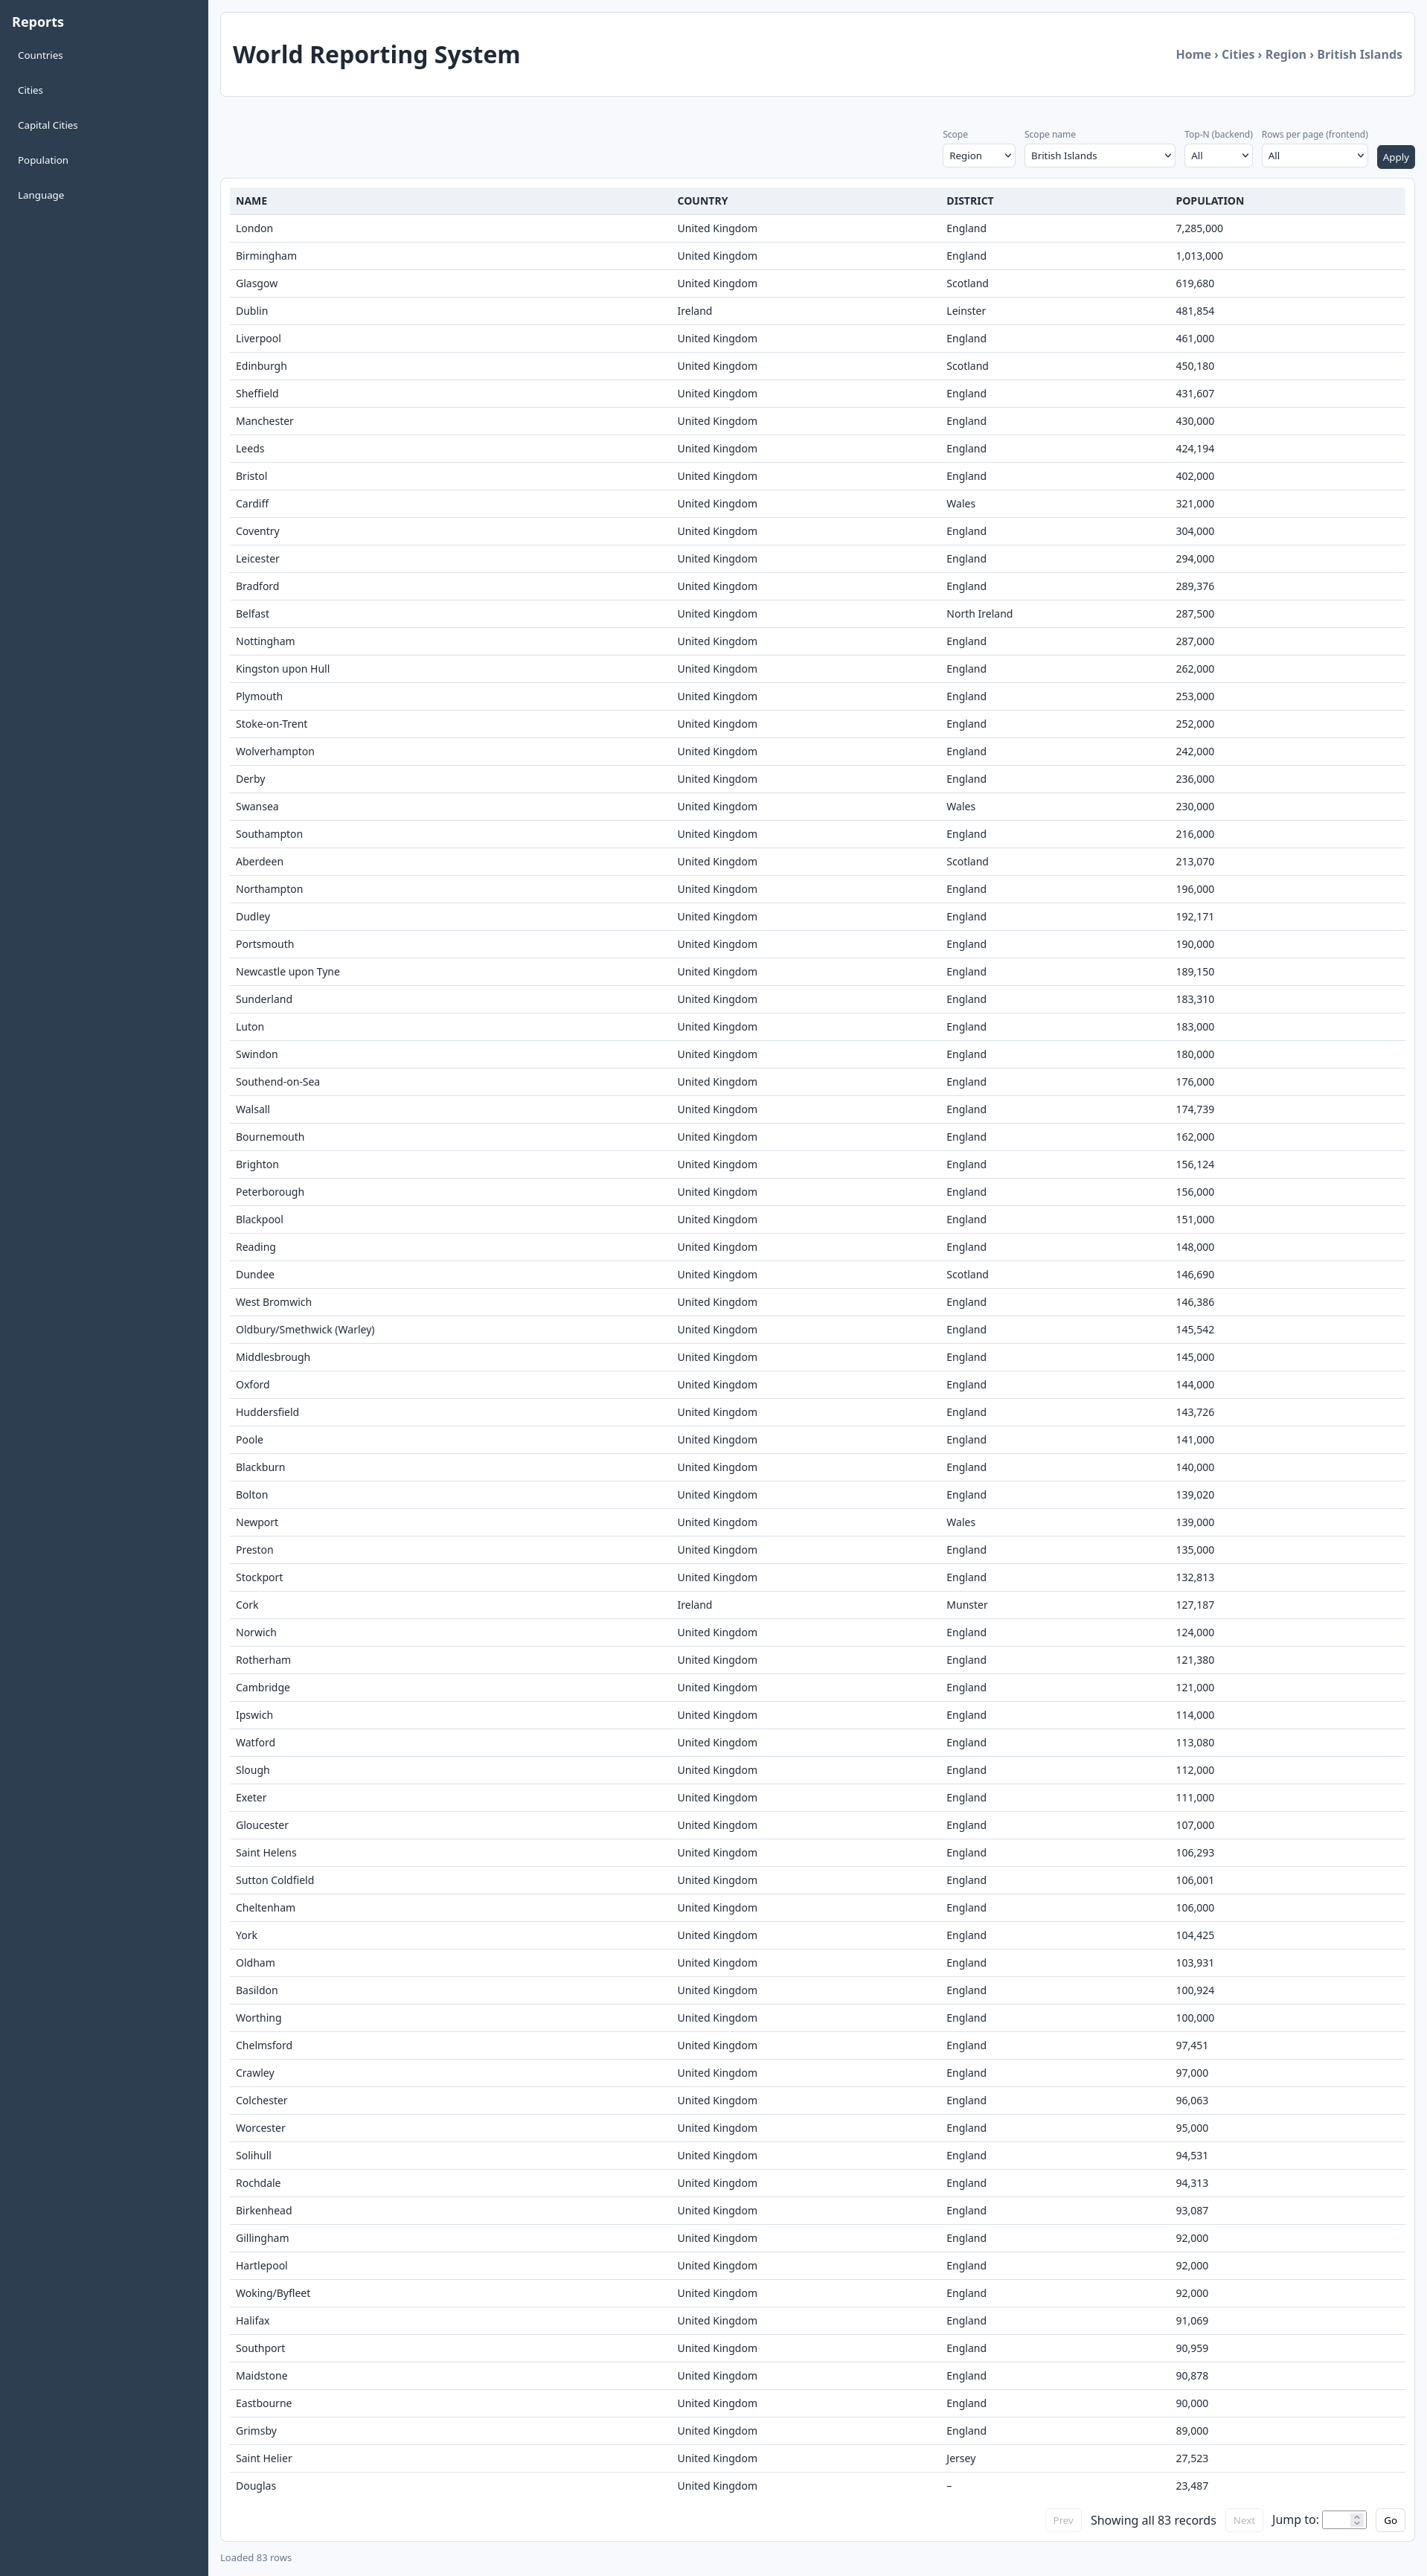 Reports
Countries
Cities
Capital Cities
Population
Language
World Reporting System
Home › Cities › Region › British Islands
Scope Scope name Top-N (backend) Rows per page (frontend)
Region British Islands All All Apply
NAME COUNTRY DISTRICT POPULATION
London United Kingdom England 7,285,000
Birmingham United Kingdom England 1,013,000
Glasgow United Kingdom Scotland 619,680
Dublin Ireland Leinster 481,854
Liverpool United Kingdom England 461,000
Edinburgh United Kingdom Scotland 450,180
Sheffield United Kingdom England 431,607
Manchester United Kingdom England 430,000
Leeds United Kingdom England 424,194
Bristol United Kingdom England 402,000
Cardiff United Kingdom Wales 321,000
Coventry United Kingdom England 304,000
Leicester United Kingdom England 294,000
Bradford United Kingdom England 289,376
Belfast United Kingdom North Ireland 287,500
Nottingham United Kingdom England 287,000
Kingston upon Hull United Kingdom England 262,000
Plymouth United Kingdom England 253,000
Stoke-on-Trent United Kingdom England 252,000
Wolverhampton United Kingdom England 242,000
Derby United Kingdom England 236,000
Swansea United Kingdom Wales 230,000
Southampton United Kingdom England 216,000
Aberdeen United Kingdom Scotland 213,070
Northampton United Kingdom England 196,000
Dudley United Kingdom England 192,171
Portsmouth United Kingdom England 190,000
Newcastle upon Tyne United Kingdom England 189,150
Sunderland United Kingdom England 183,310
Luton United Kingdom England 183,000
Swindon United Kingdom England 180,000
Southend-on-Sea United Kingdom England 176,000
Walsall United Kingdom England 174,739
Bournemouth United Kingdom England 162,000
Brighton United Kingdom England 156,124
Peterborough United Kingdom England 156,000
Blackpool United Kingdom England 151,000
Reading United Kingdom England 148,000
Dundee United Kingdom Scotland 146,690
West Bromwich United Kingdom England 146,386
Oldbury/Smethwick (Warley) United Kingdom England 145,542
Middlesbrough United Kingdom England 145,000
Oxford United Kingdom England 144,000
Huddersfield United Kingdom England 143,726
Poole United Kingdom England 141,000
Blackburn United Kingdom England 140,000
Bolton United Kingdom England 139,020
Newport United Kingdom Wales 139,000
Preston United Kingdom England 135,000
Stockport United Kingdom England 132,813
Cork Ireland Munster 127,187
Norwich United Kingdom England 124,000
Rotherham United Kingdom England 121,380
Cambridge United Kingdom England 121,000
Ipswich United Kingdom England 114,000
Watford United Kingdom England 113,080
Slough United Kingdom England 112,000
Exeter United Kingdom England 111,000
Gloucester United Kingdom England 107,000
Saint Helens United Kingdom England 106,293
Sutton Coldfield United Kingdom England 106,001
Cheltenham United Kingdom England 106,000
York United Kingdom England 104,425
Oldham United Kingdom England 103,931
Basildon United Kingdom England 100,924
Worthing United Kingdom England 100,000
Chelmsford United Kingdom England 97,451
Crawley United Kingdom England 97,000
Colchester United Kingdom England 96,063
Worcester United Kingdom England 95,000
Solihull United Kingdom England 94,531
Rochdale United Kingdom England 94,313
Birkenhead United Kingdom England 93,087
Gillingham United Kingdom England 92,000
Hartlepool United Kingdom England 92,000
Woking/Byfleet United Kingdom England 92,000
Halifax United Kingdom England 91,069
Southport United Kingdom England 90,959
Maidstone United Kingdom England 90,878
Eastbourne United Kingdom England 90,000
Grimsby United Kingdom England 89,000
Saint Helier United Kingdom Jersey 27,523
Douglas United Kingdom – 23,487
Prev Showing all 83 records Next Jump to: Go
Loaded 83 rows